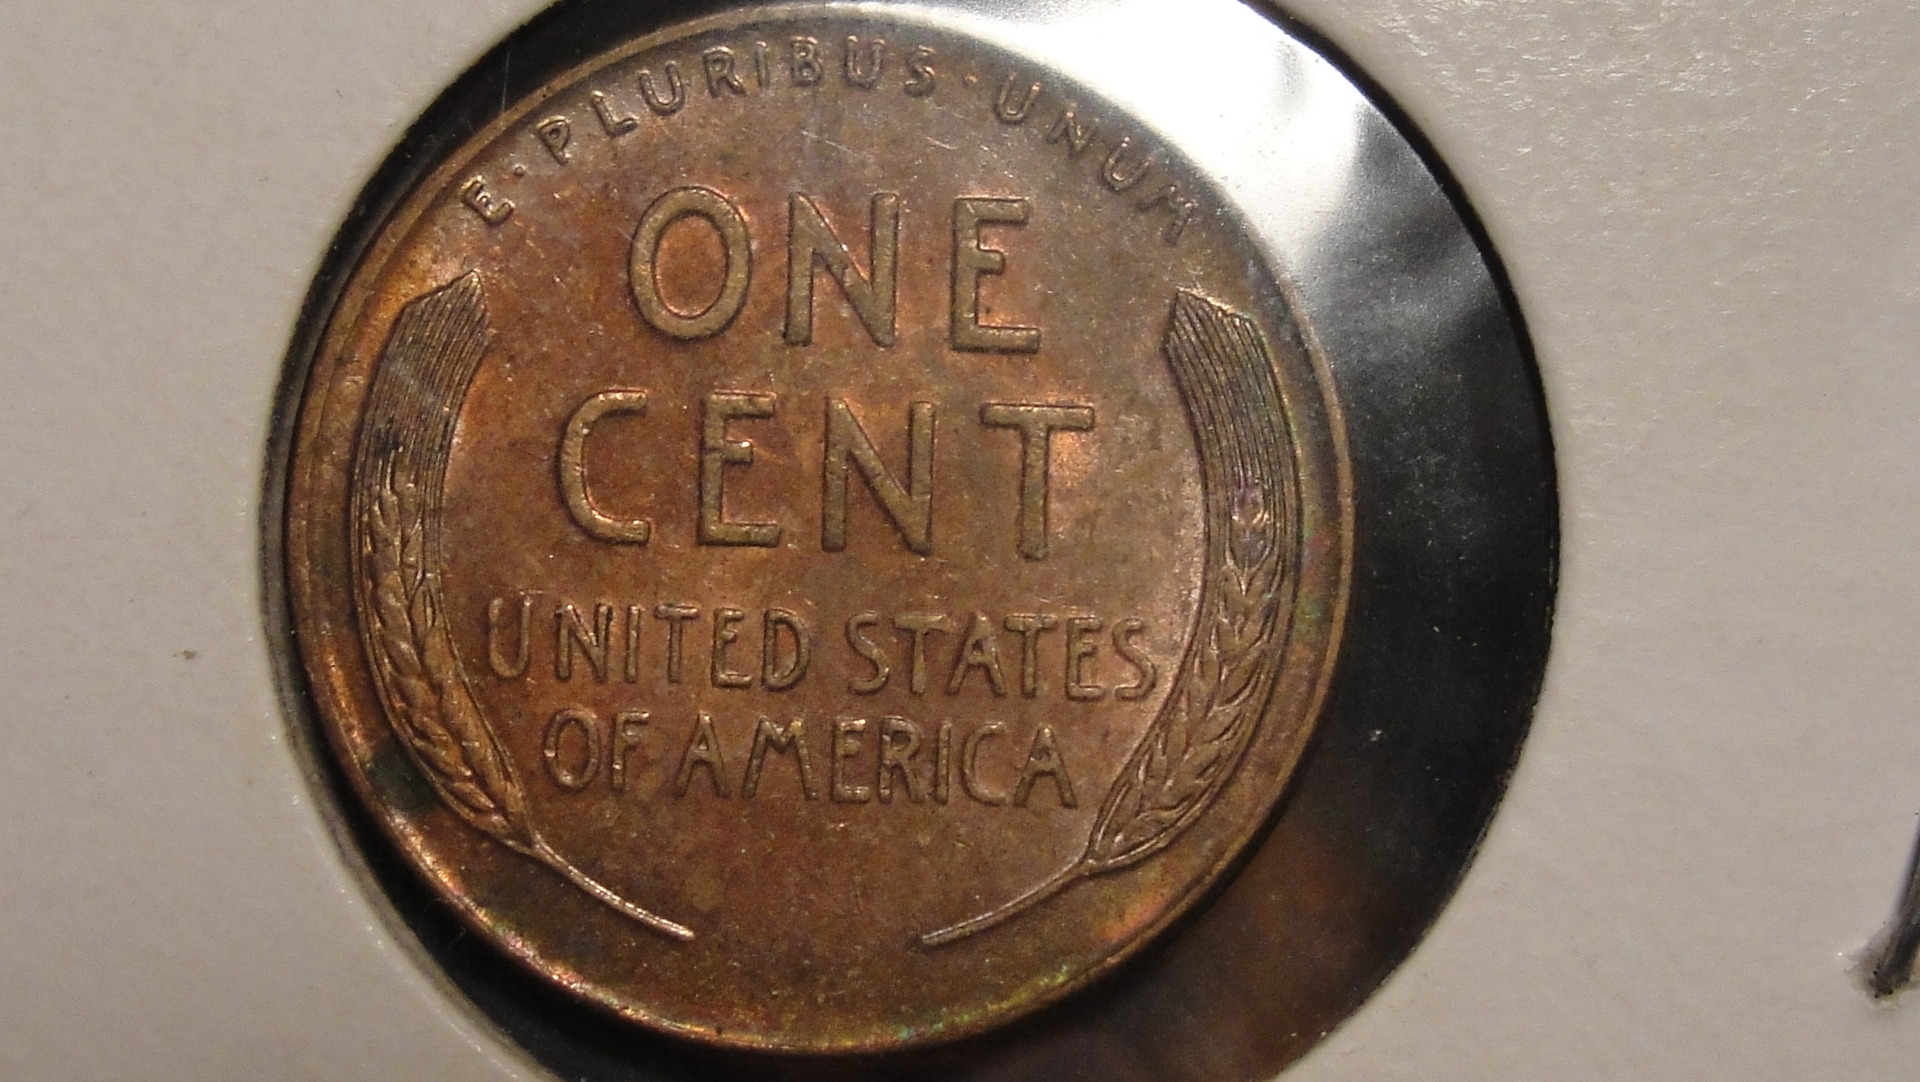 E·PLURIBUS·UNUM
ONE
CENT
UNITED STATES
OF AMERICA